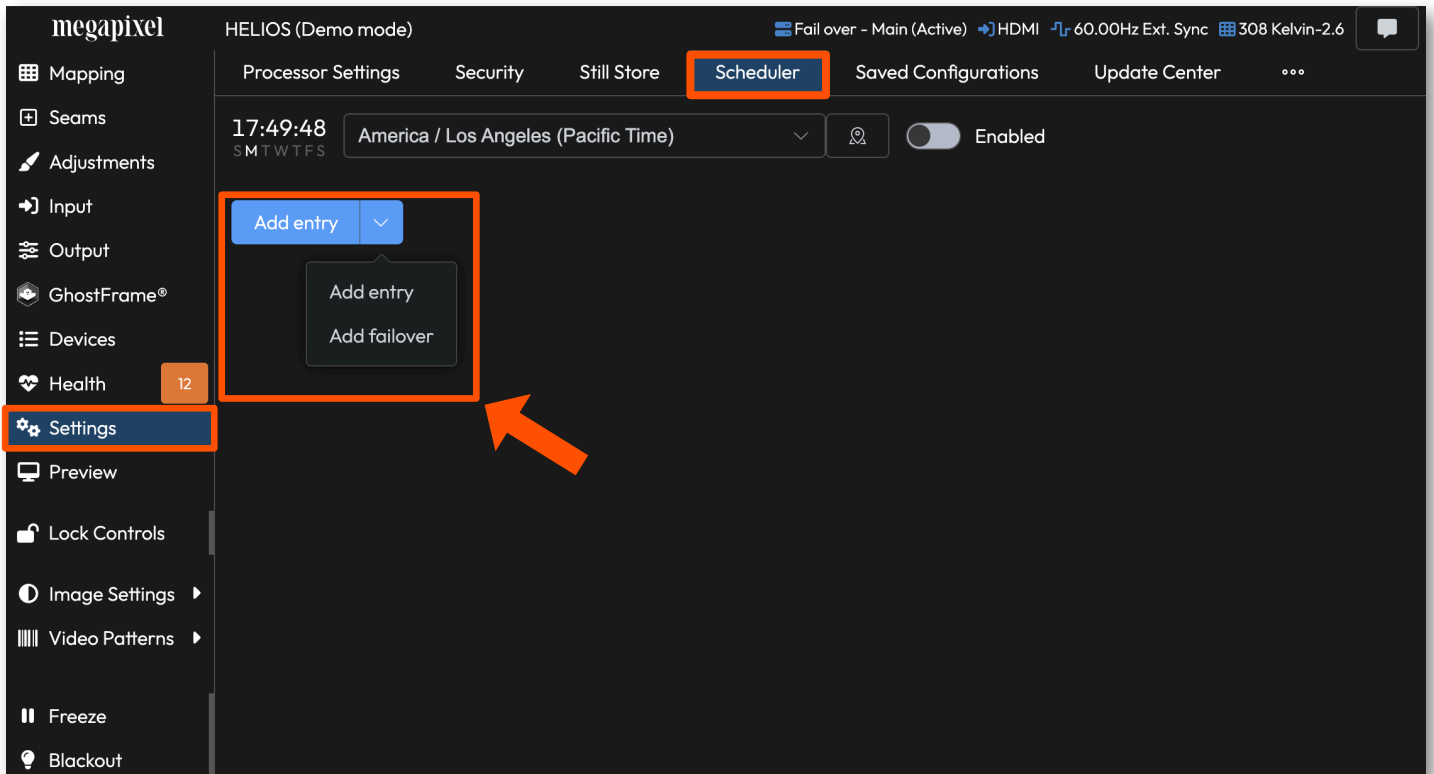 megapixel
HELIOS (Demo mode)
Fail over - Main (Active) HDMI 60.00Hz Ext. Sync 308 Kelvin-2.6
Mapping
Seams
Adjustments
Input
Output
GhostFrame®
Devices
Health 12
Settings
Preview
Lock Controls
Image Settings
Video Patterns
Freeze
Blackout
Processor Settings Security Still Store Scheduler Saved Configurations Update Center
17:49:48
SMTWTFS
America / Los Angeles (Pacific Time)
Enabled
Add entry
Add entry
Add failover